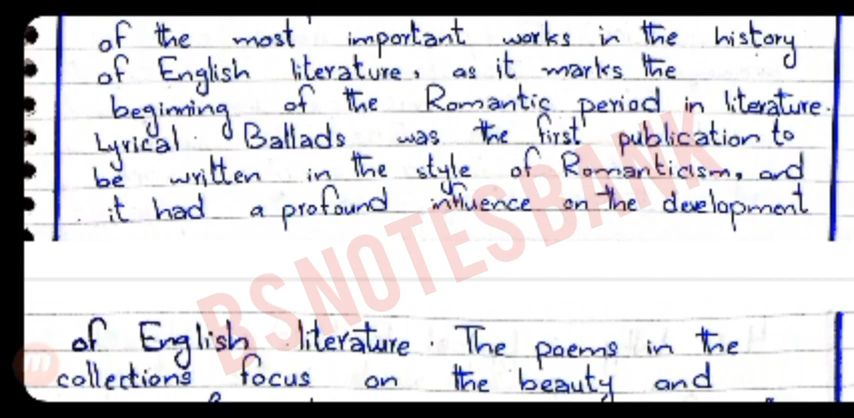 of the most important works in the history
of English literature, as it marks the
beginning of the Romantic period in literature.
Lyrical Ballads was the first publication to
be written in the style of Romanticism, and
it had a profound influence on the development
BSNOTESBANK
of English literature. The poems in the
collections focus on the beauty and